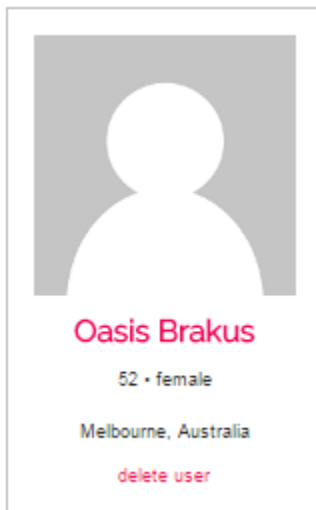 Oasis Brakus
52 • female
Melbourne, Australia
delete user